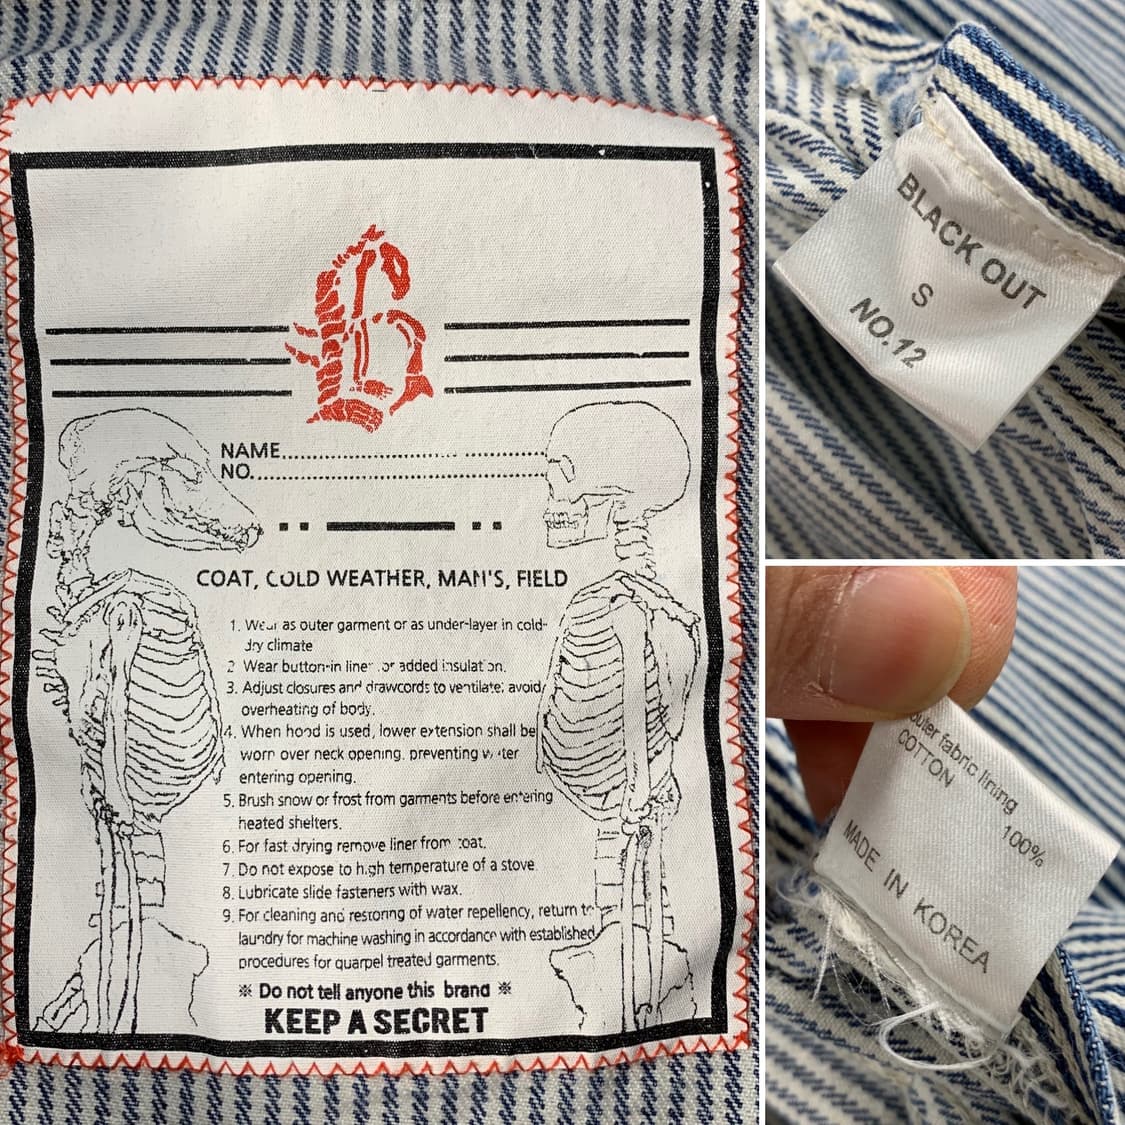 NAME
NO.
COAT, COLD WEATHER, MAN'S, FIELD
1. Wear as outer garment or as under-layer in cold-
dry climate
2 Wear button-in liner for added insulation.
3. Adjust closures and drawcords to ventilate; avoid
overheating of body.
4. When hood is used, lower extension shall be
worn over neck opening. preventing water
entering opening.
5. Brush snow or frost from garments before entering
heated shelters.
6. For fast drying remove liner from coat.
7. Do not expose to high temperature of a stove
8. Lubricate slide fasteners with wax.
9. For cleaning and restoring of water repellency, return to
laundry for machine washing in accordance with established
procedures for quarpel treated garments.
※ Do not tell anyone this brand ※
KEEP A SECRET
BLACK OUT
S
NO.12
outer fabric lining
COTTON 100%
MADE IN KOREA